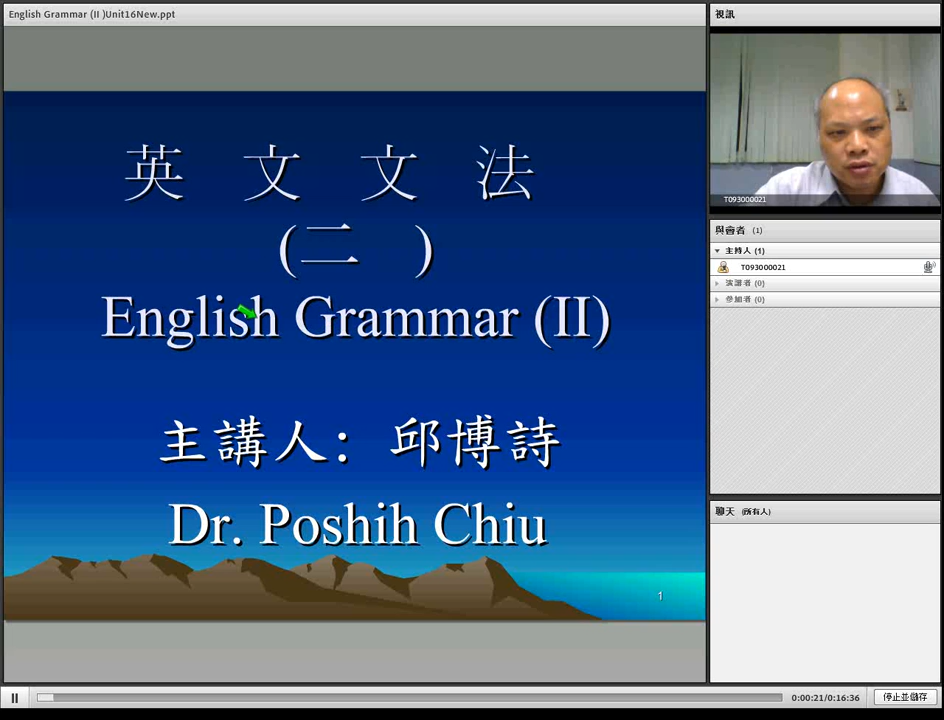 English Grammar (II )Unit16New.ppt
英 文 文 法
(二 )
English Grammar (II)
主講人: 邱博詩
Dr. Poshih Chiu
1
視訊
T093000021
與會者 (1)
主持人 (1)
T093000021
演講者 (0)
參加者 (0)
聊天 (所有人)
0:00:21/0:16:36
停止並儲存